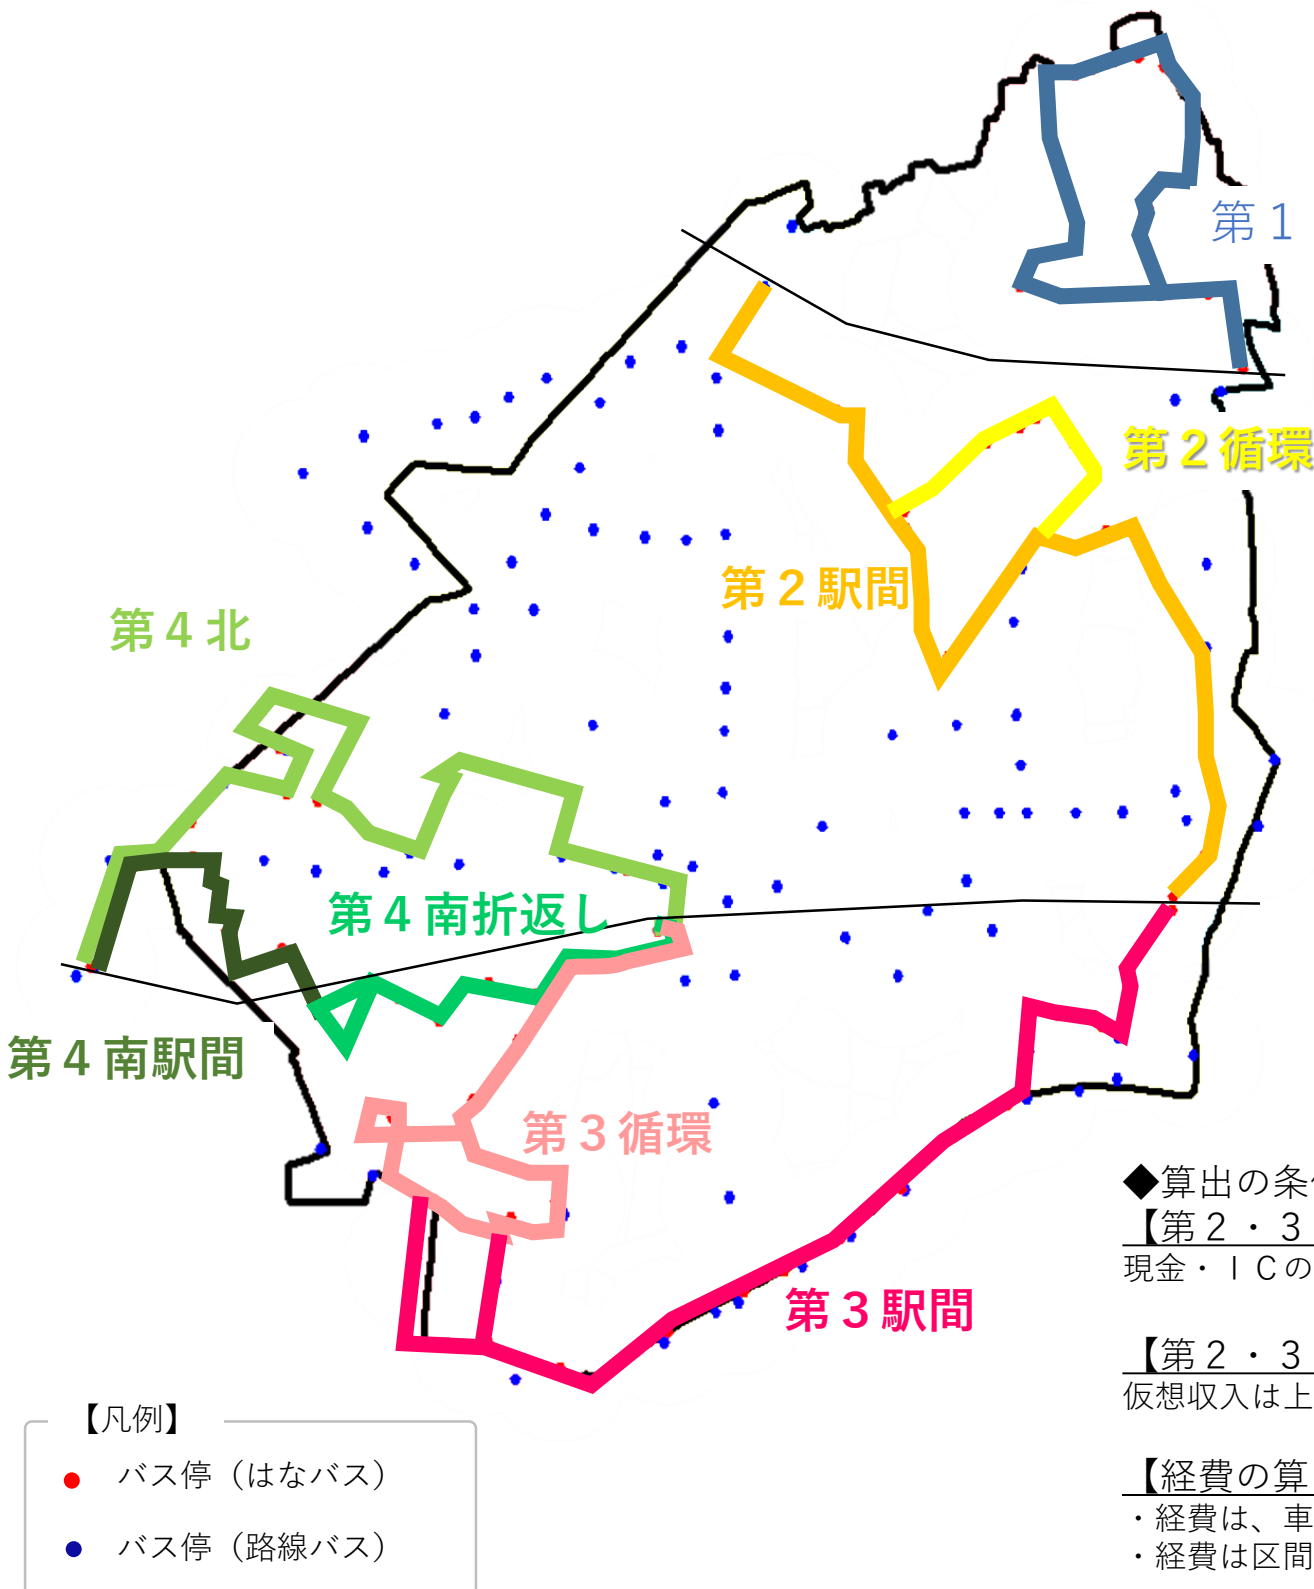 第１
第２循環
第２駅間
第４北
第４南折返し
第４南駅間
第３循環
◆算出の条
【第２・３
現金・ＩＣの
第３駅間
【第２・３
仮想収入は上
【凡例】
【経費の算
バス停（はなバス）
・経費は、車
バス停（路線バス）
・経費は区間